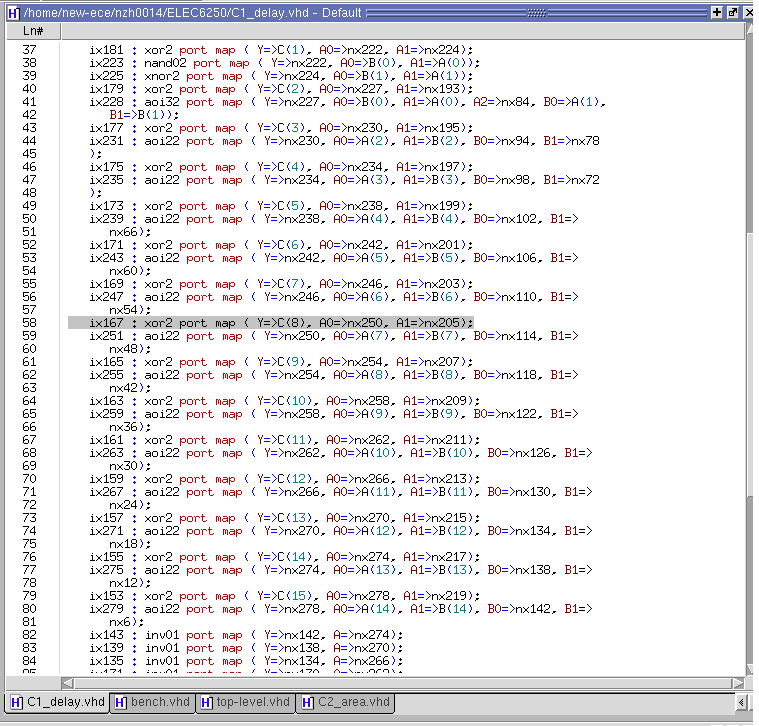 /home/new-ece/nzh0014/ELEC6250/C1_delay.vhd - Default
Ln#
37 ix181 : xor2 port map ( Y=>C(1), A0=>nx222, A1=>nx224);
38 ix223 : nand02 port map ( Y=>nx222, A0=>B(0), A1=>A(0));
39 ix225 : xnor2 port map ( Y=>nx224, A0=>B(1), A1=>A(1));
40 ix179 : xor2 port map ( Y=>C(2), A0=>nx227, A1=>nx193);
41 ix228 : aoi32 port map ( Y=>nx227, A0=>B(0), A1=>A(0), A2=>nx84, B0=>A(1),
42 B1=>B(1));
43 ix177 : xor2 port map ( Y=>C(3), A0=>nx230, A1=>nx195);
44 ix231 : aoi22 port map ( Y=>nx230, A0=>A(2), A1=>B(2), B0=>nx94, B1=>nx78
45 );
46 ix175 : xor2 port map ( Y=>C(4), A0=>nx234, A1=>nx197);
47 ix235 : aoi22 port map ( Y=>nx234, A0=>A(3), A1=>B(3), B0=>nx98, B1=>nx72
48 );
49 ix173 : xor2 port map ( Y=>C(5), A0=>nx238, A1=>nx199);
50 ix239 : aoi22 port map ( Y=>nx238, A0=>A(4), A1=>B(4), B0=>nx102, B1=>
51 nx66);
52 ix171 : xor2 port map ( Y=>C(6), A0=>nx242, A1=>nx201);
53 ix243 : aoi22 port map ( Y=>nx242, A0=>A(5), A1=>B(5), B0=>nx106, B1=>
54 nx60);
55 ix169 : xor2 port map ( Y=>C(7), A0=>nx246, A1=>nx203);
56 ix247 : aoi22 port map ( Y=>nx246, A0=>A(6), A1=>B(6), B0=>nx110, B1=>
57 nx54);
58 ix167 : xor2 port map ( Y=>C(8), A0=>nx250, A1=>nx205);
59 ix251 : aoi22 port map ( Y=>nx250, A0=>A(7), A1=>B(7), B0=>nx114, B1=>
60 nx48);
61 ix165 : xor2 port map ( Y=>C(9), A0=>nx254, A1=>nx207);
62 ix255 : aoi22 port map ( Y=>nx254, A0=>A(8), A1=>B(8), B0=>nx118, B1=>
63 nx42);
64 ix163 : xor2 port map ( Y=>C(10), A0=>nx258, A1=>nx209);
65 ix259 : aoi22 port map ( Y=>nx258, A0=>A(9), A1=>B(9), B0=>nx122, B1=>
66 nx36);
67 ix161 : xor2 port map ( Y=>C(11), A0=>nx262, A1=>nx211);
68 ix263 : aoi22 port map ( Y=>nx262, A0=>A(10), A1=>B(10), B0=>nx126, B1=>
69 nx30);
70 ix159 : xor2 port map ( Y=>C(12), A0=>nx266, A1=>nx213);
71 ix267 : aoi22 port map ( Y=>nx266, A0=>A(11), A1=>B(11), B0=>nx130, B1=>
72 nx24);
73 ix157 : xor2 port map ( Y=>C(13), A0=>nx270, A1=>nx215);
74 ix271 : aoi22 port map ( Y=>nx270, A0=>A(12), A1=>B(12), B0=>nx134, B1=>
75 nx18);
76 ix155 : xor2 port map ( Y=>C(14), A0=>nx274, A1=>nx217);
77 ix275 : aoi22 port map ( Y=>nx274, A0=>A(13), A1=>B(13), B0=>nx138, B1=>
78 nx12);
79 ix153 : xor2 port map ( Y=>C(15), A0=>nx278, A1=>nx219);
80 ix279 : aoi22 port map ( Y=>nx278, A0=>A(14), A1=>B(14), B0=>nx142, B1=>
81 nx6);
82 ix143 : inv01 port map ( Y=>nx142, A=>nx274);
83 ix139 : inv01 port map ( Y=>nx138, A=>nx270);
84 ix135 : inv01 port map ( Y=>nx134, A=>nx266);
C1_delay.vhd bench.vhd top-level.vhd C2_area.vhd